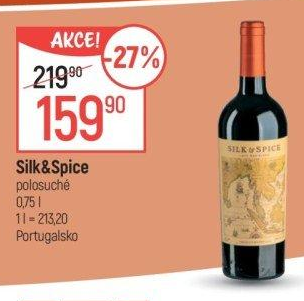 AKCE!
-27%
219⁹⁰
159⁹⁰
Silk&Spice
polosuché
0,75 l
1 l = 213,20
Portugalsko
SILK & SPICE